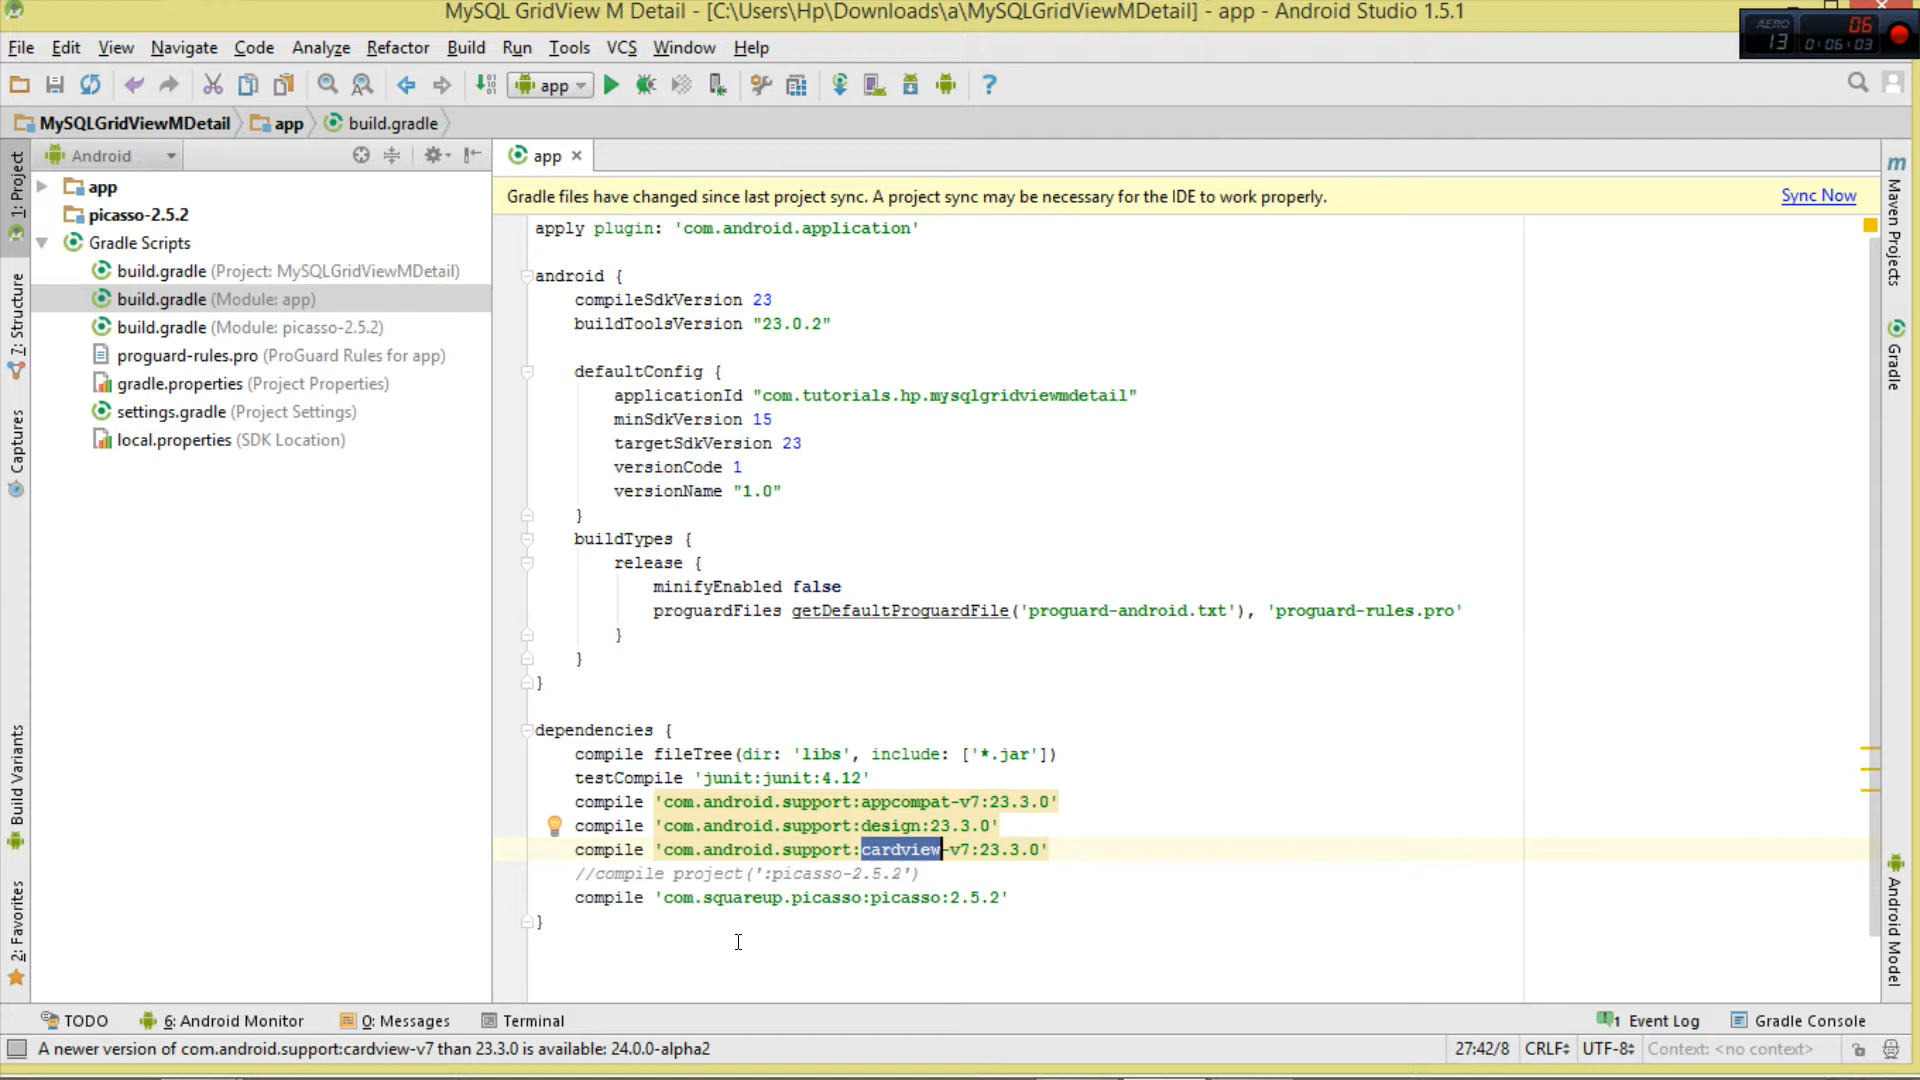 MySQL GridView M Detail - [C:\Users\Hp\Downloads\a\MySQLGridViewMDetail] - app - Android Studio 1.5.1
AERO
13
06
0:06:03
File Edit View Navigate Code Analyze Refactor Build Run Tools VCS Window Help
app
MySQLGridViewMDetail app build.gradle
Android
app
Gradle files have changed since last project sync. A project sync may be necessary for the IDE to work properly.
Sync Now
1: Project
7: Structure
Captures
Build Variants
2: Favorites
app
picasso-2.5.2
Gradle Scripts
build.gradle (Project: MySQLGridViewMDetail)
build.gradle (Module: app)
build.gradle (Module: picasso-2.5.2)
proguard-rules.pro (ProGuard Rules for app)
gradle.properties (Project Properties)
settings.gradle (Project Settings)
local.properties (SDK Location)
apply plugin: 'com.android.application'
android {
compileSdkVersion 23
buildToolsVersion "23.0.2"
defaultConfig {
applicationId "com.tutorials.hp.mysqlgridviewmdetail"
minSdkVersion 15
targetSdkVersion 23
versionCode 1
versionName "1.0"
}
buildTypes {
release {
minifyEnabled false
proguardFiles getDefaultProguardFile('proguard-android.txt'), 'proguard-rules.pro'
}
}
}
dependencies {
compile fileTree(dir: 'libs', include: ['*.jar'])
testCompile 'junit:junit:4.12'
compile 'com.android.support:appcompat-v7:23.3.0'
compile 'com.android.support:design:23.3.0'
compile 'com.android.support:cardview-v7:23.3.0'
//compile project(':picasso-2.5.2')
compile 'com.squareup.picasso:picasso:2.5.2'
}
m
Maven Projects
Gradle
Android Model
TODO 6: Android Monitor 0: Messages Terminal
1 Event Log Gradle Console
A newer version of com.android.support:cardview-v7 than 23.3.0 is available: 24.0.0-alpha2
27:42/8 CRLF UTF-8 Context: <no context>